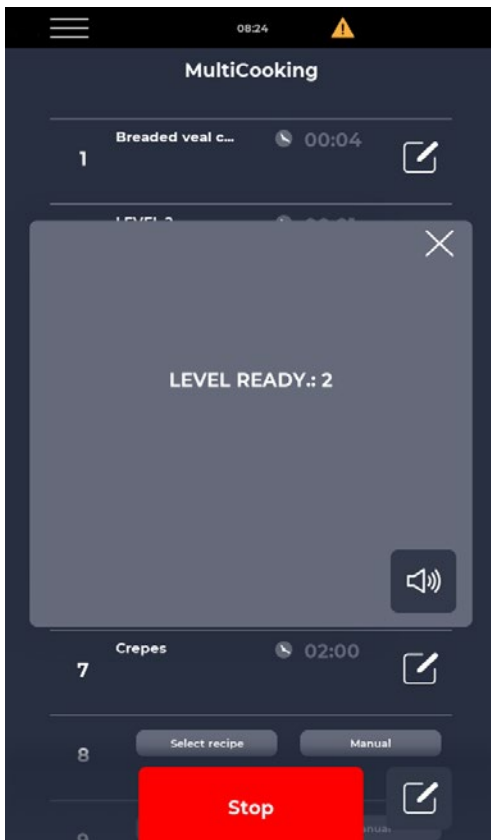 08:24
MultiCooking
Breaded veal c...
00:04
1
LEVEL READY.: 2
Crepes
02:00
7
Select recipe
Manual
8
Stop